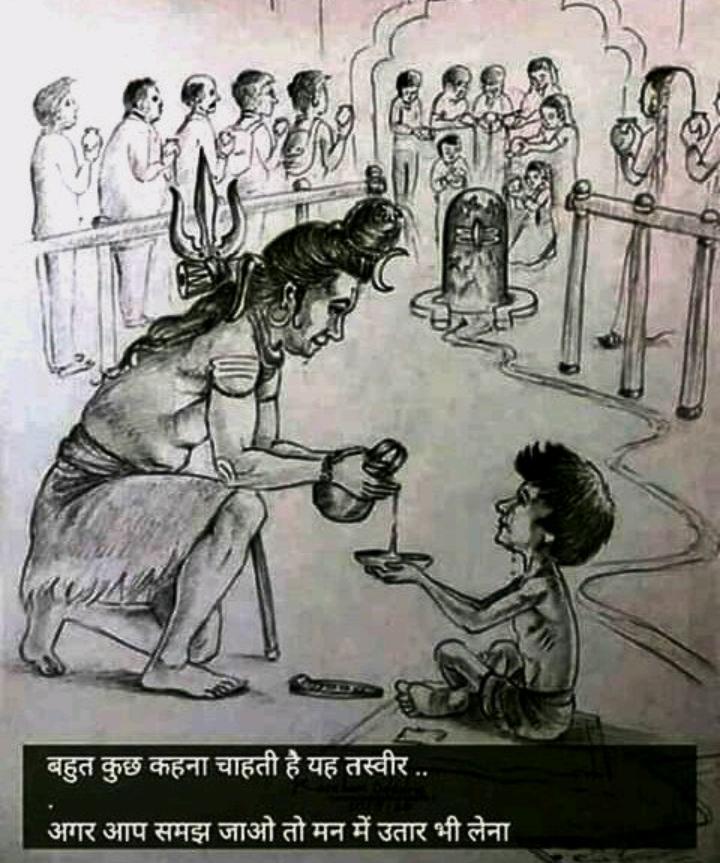 बहुत कुछ कहना चाहती है यह तस्वीर ..
.
अगर आप समझ जाओ तो मन में उतार भी लेना